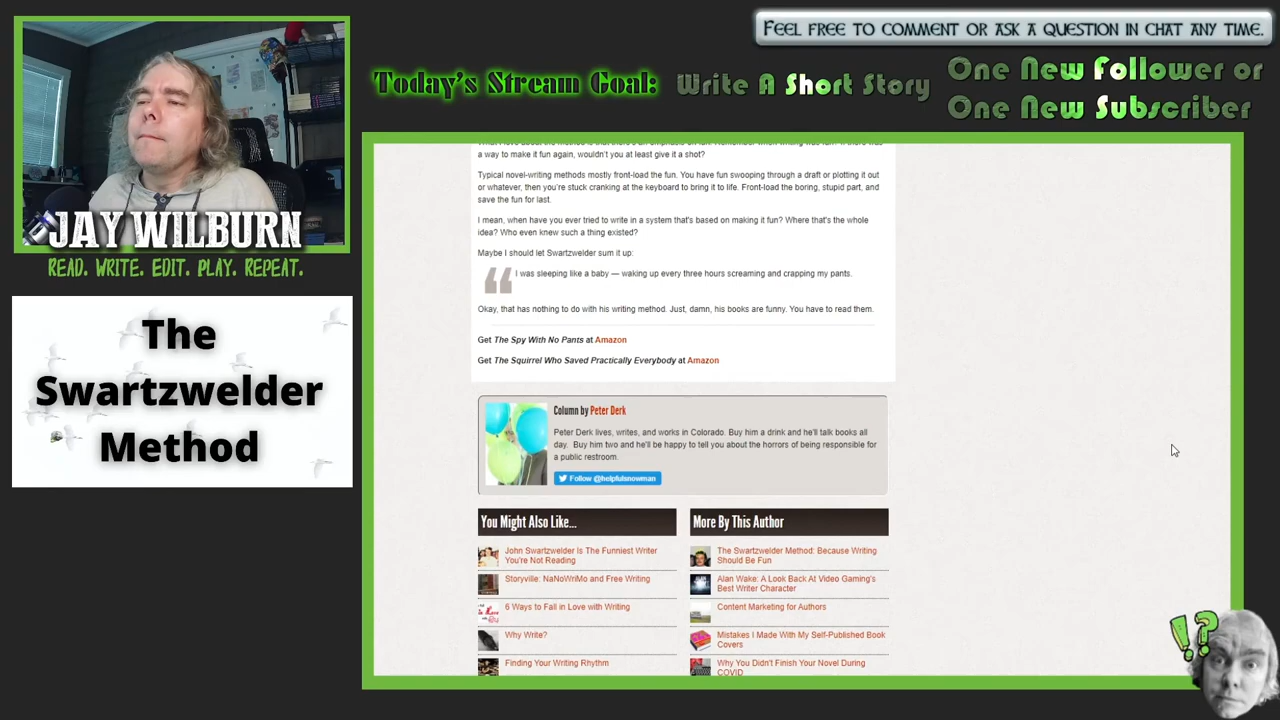 FEEL FREE TO COMMENT OR ASK A QUESTION IN CHAT ANY TIME.
Today's Stream Goal:
Write A Short Story
One New Follower or
One New Subscriber
JAY WILBURN
READ. WRITE. EDIT. PLAY. REPEAT.
The
Swartzwelder
Method
a way to make it fun again, wouldn't you at least give it a shot?
Typical novel-writing methods mostly front-load the fun. You have fun swooping through a draft or plotting it out
or whatever, then you're stuck cranking at the keyboard to bring it to life. Front-load the boring, stupid part, and
save the fun for last.
I mean, when have you ever tried to write in a system that's based on making it fun? Where that's the whole
idea? Who even knew such a thing existed?
Maybe I should let Swartzwelder sum it up:
I was sleeping like a baby — waking up every three hours screaming and crapping my pants.
Okay, that has nothing to do with his writing method. Just, damn, his books are funny. You have to read them.
Get The Spy With No Pants at Amazon
Get The Squirrel Who Saved Practically Everybody at Amazon
Column by Peter Derk
Peter Derk lives, writes, and works in Colorado. Buy him a drink and he'll talk books all
day. Buy him two and he'll be happy to tell you about the horrors of being responsible for
a public restroom.
Follow @helpfulsnowman
You Might Also Like...
John Swartzwelder Is The Funniest Writer
You're Not Reading
Storyville: NaNoWriMo and Free Writing
6 Ways to Fall in Love with Writing
Why Write?
Finding Your Writing Rhythm
More By This Author
The Swartzwelder Method: Because Writing
Should Be Fun
Alan Wake: A Look Back At Video Gaming's
Best Writer Character
Content Marketing for Authors
Mistakes I Made With My Self-Published Book
Covers
Why You Didn't Finish Your Novel During
COVID
!?